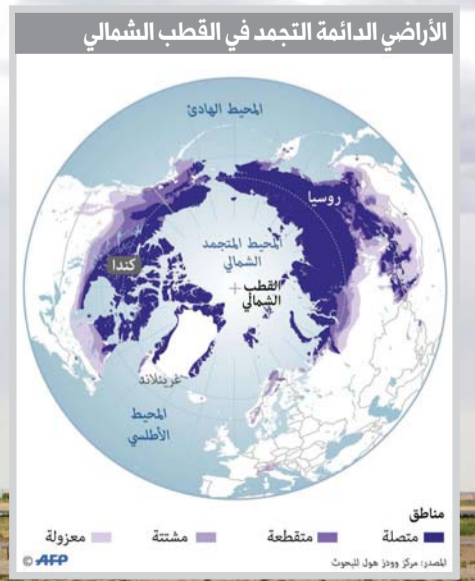 الأراضي الدائمة التجمد في القطب الشمالي
المحيط الهادئ
روسيا
المحيط المتجمد
الشمالي
كندا
القطب
الشمالي
غرينلاند
المحيط
الأطلسي
مناطق
متصلة
متقطعة
مشتتة
معزولة
المصدر: مركز وودز هول للبحوث
© AFP